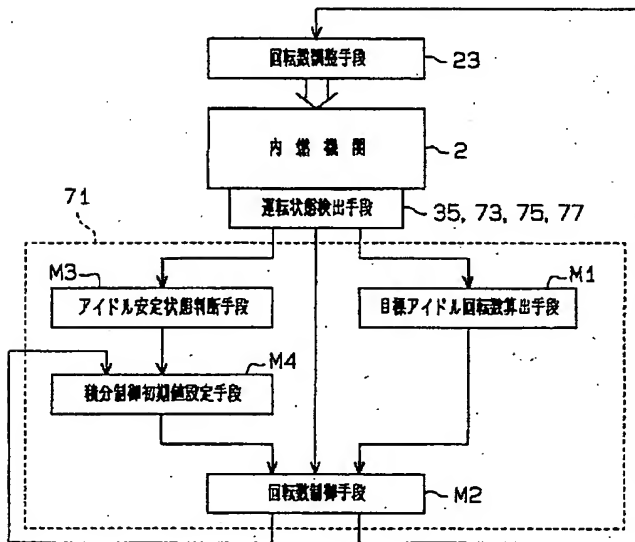 回転数調整手段
23
内燃機関
2
運転状態検出手段
35, 73, 75, 77
71
M3
アイドル安定状態判断手段
M1
目標アイドル回転数算出手段
M4
積分制御初期値設定手段
回転数制御手段
M2